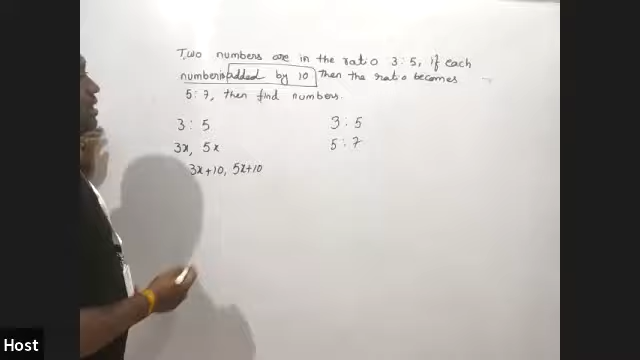 Two numbers are in the ratio 3:5, if each
number is added by 10 then the ratio becomes
5:7, then find numbers.
3 : 5
3 : 5
3x, 5x
5 : 7
3x+10, 5x+10
Host